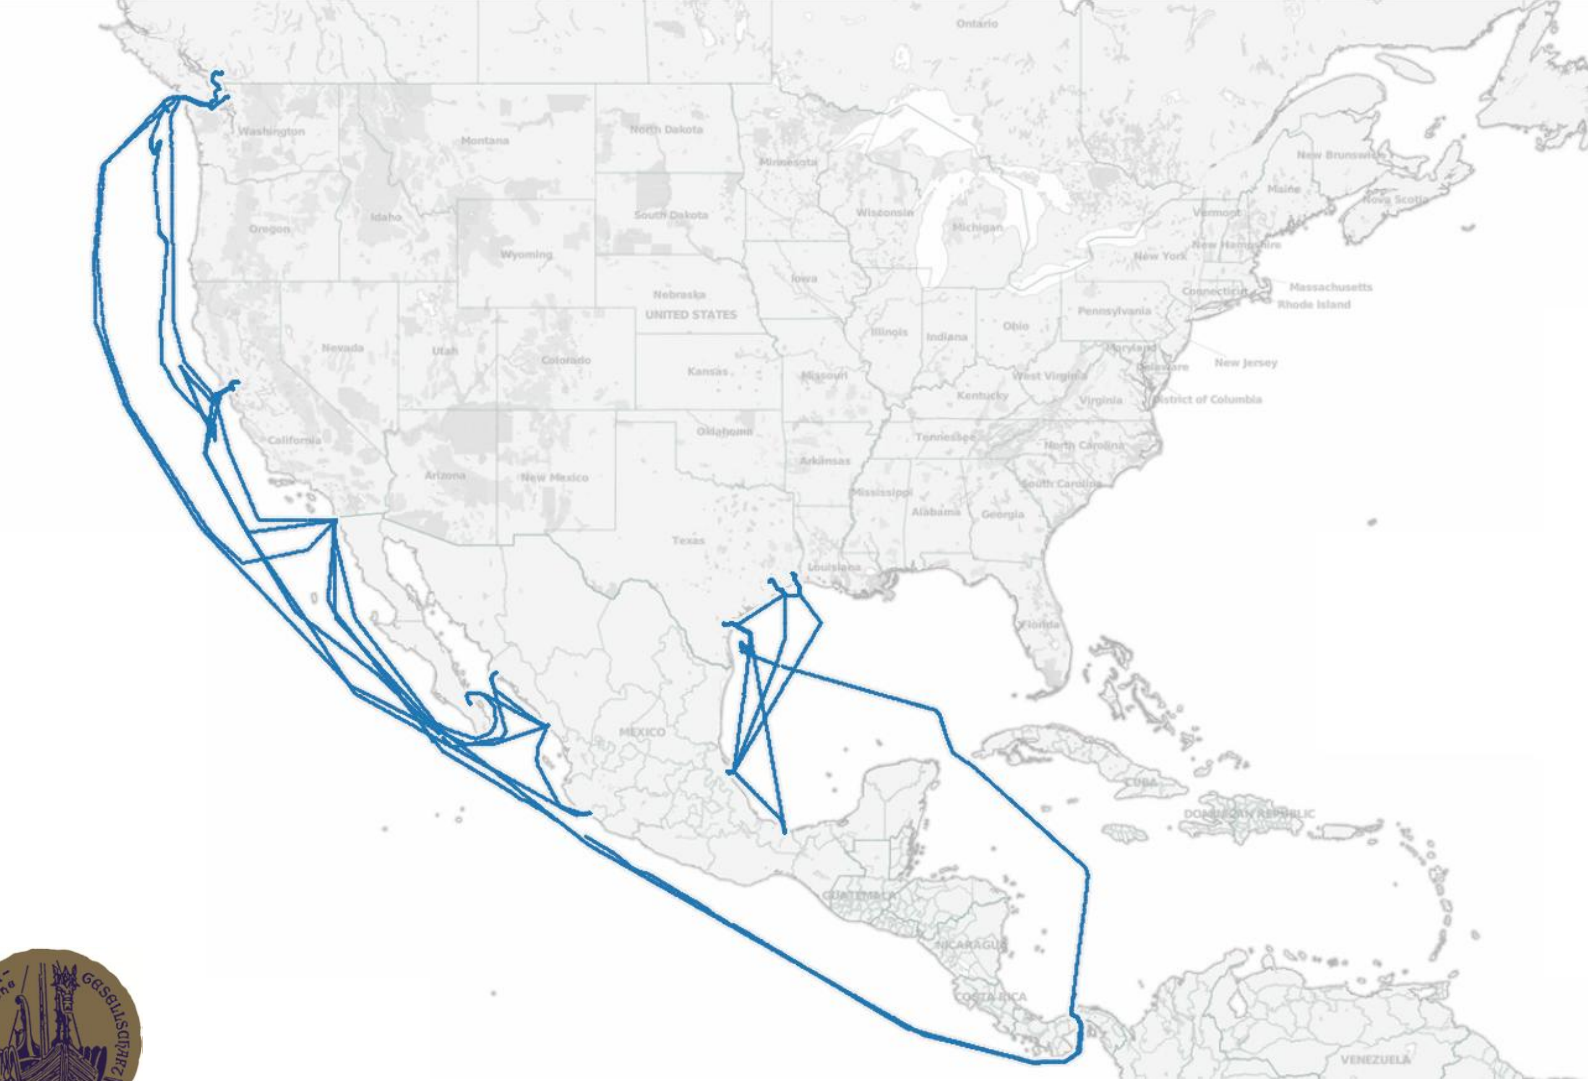 Ontario
Washington
Montana
North Dakota
Minnesota
New Brunswick
Maine
Nova Scotia
Oregon
Idaho
South Dakota
Wisconsin
Michigan
Vermont
New Hampshire
Wyoming
New York
Iowa
Nebraska
UNITED STATES
Massachusetts
Connecticut
Rhode Island
Pennsylvania
Nevada
Utah
Colorado
Illinois
Indiana
Ohio
Maryland
New Jersey
Delaware
Kansas
Missouri
West Virginia
Kentucky
Virginia
District of Columbia
California
Oklahoma
Tennessee
North Carolina
Arizona
New Mexico
Arkansas
Mississippi
South Carolina
Alabama
Georgia
Texas
Louisiana
Florida
MEXICO
CUBA
DOMINICAN REPUBLIC
GUATEMALA
NICARAGUA
COSTA RICA
VENEZUELA
GESELLSCHAFT